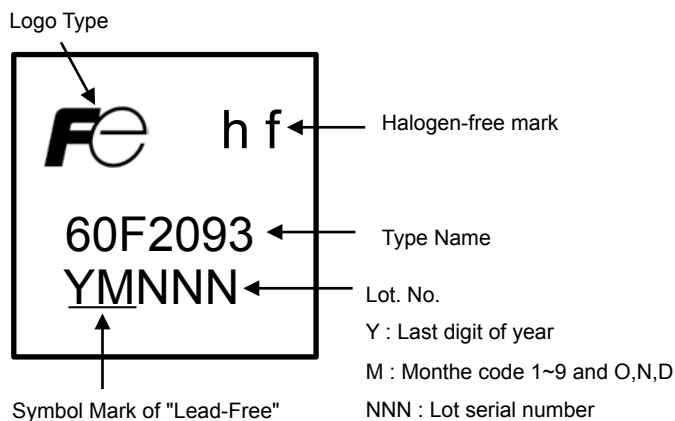 Logo Type
Fe
h f
Halogen-free mark
60F2093
Type Name
YMNNN
Lot. No.
Y : Last digit of year
M : Monthe code 1~9 and O,N,D
NNN : Lot serial number
Symbol Mark of "Lead-Free"